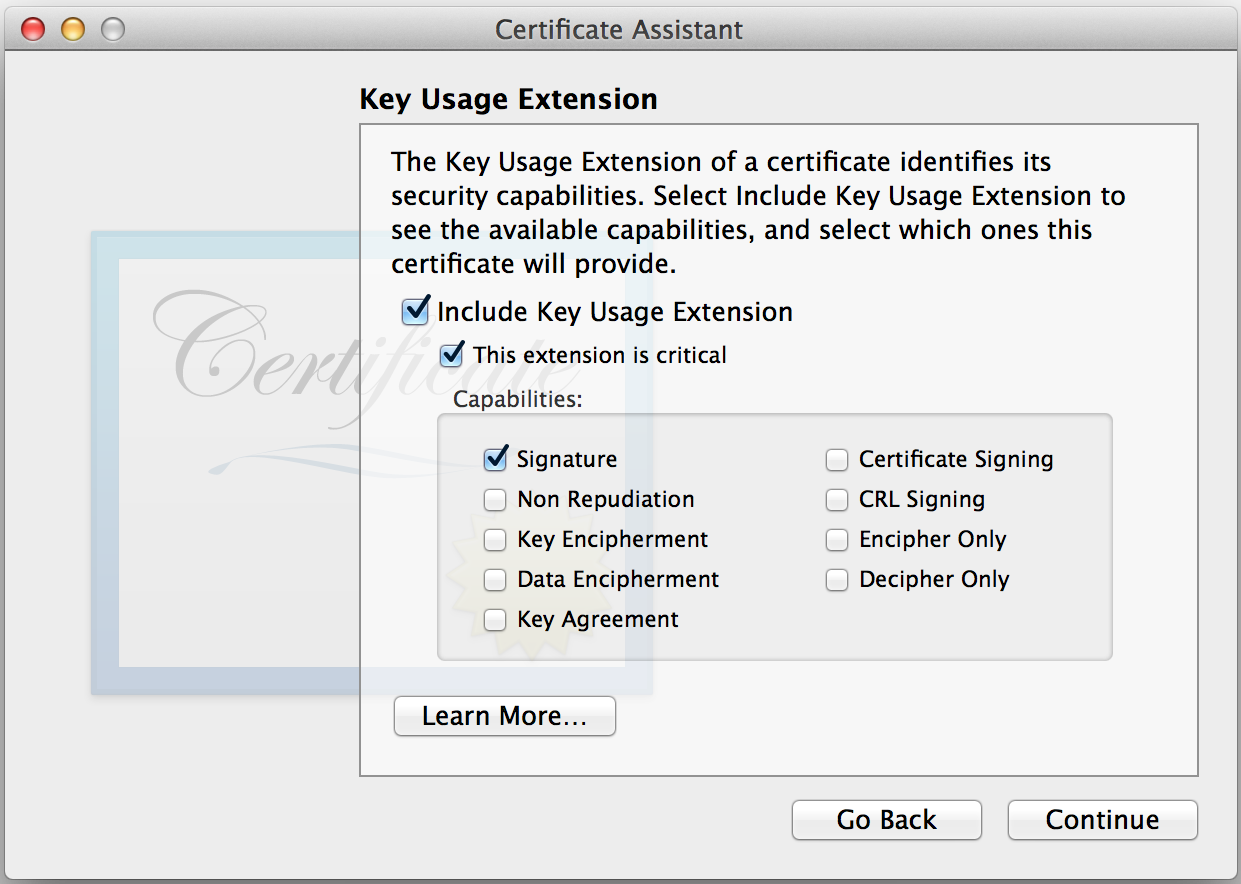 Certificate Assistant
Key Usage Extension
The Key Usage Extension of a certificate identifies its
security capabilities. Select Include Key Usage Extension to
see the available capabilities, and select which ones this
certificate will provide.
Include Key Usage Extension
This extension is critical
Certificate
Capabilities:
Signature
Non Repudiation
Key Encipherment
Data Encipherment
Key Agreement
Certificate Signing
CRL Signing
Encipher Only
Decipher Only
Learn More...
Go Back
Continue